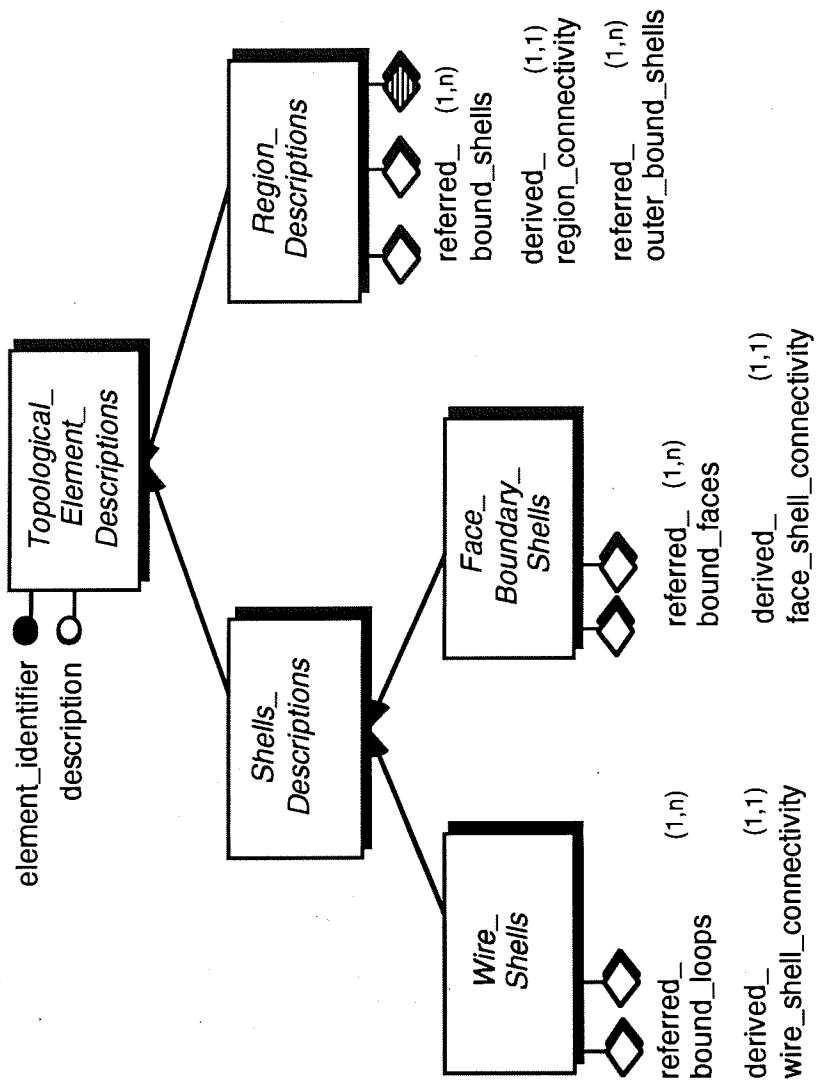 element_identifier
description
Topological_
Element_
Descriptions
Shells_
Descriptions
Region_
Descriptions
referred_ (1,n)
bound_shells
derived_ (1,1)
region_connectivity
referred_ (1,n)
outer_bound_shells
Wire_
Shells
referred_ (1,n)
bound_loops
derived_ (1,1)
wire_shell_connectivity
Face_
Boundary_
Shells
referred_ (1,n)
bound_faces
derived_ (1,1)
face_shell_connectivity